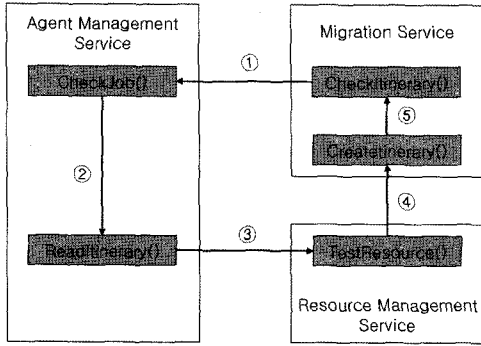 Agent Management
Service
CheckJob()
②
ReadItinerary()
①
③
Migration Service
CheckItinerary()
⑤
CreateItinerary()
④
TestResource()
Resource Management
Service